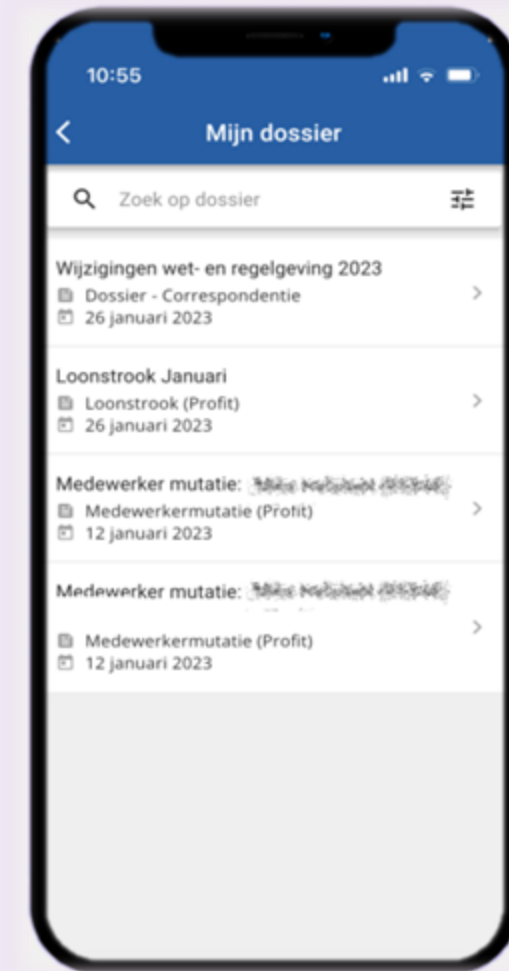 10:55
Mijn dossier
Zoek op dossier
Wijzigingen wet- en regelgeving 2023
Dossier - Correspondentie
26 januari 2023
Loonstrook Januari
Loonstrook (Profit)
26 januari 2023
Medewerker mutatie:
Medewerkermutatie (Profit)
12 januari 2023
Medewerker mutatie:
Medewerkermutatie (Profit)
12 januari 2023